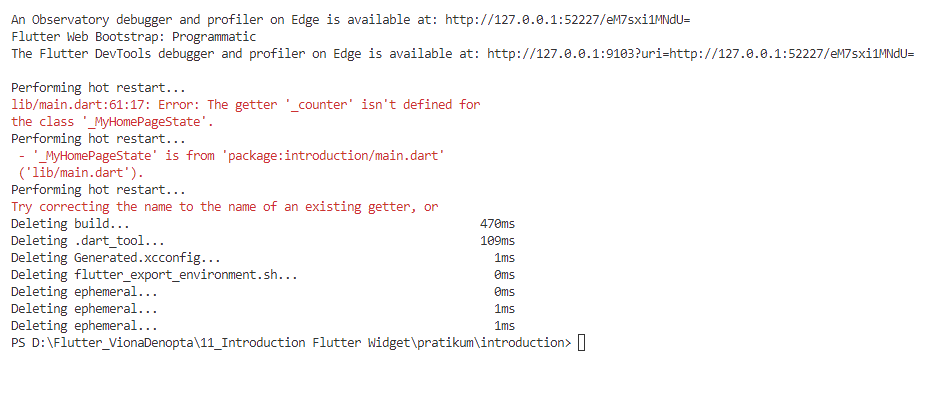 An Observatory debugger and profiler on Edge is available at: http://127.0.0.1:52227/eM7sxi1MNdU=
Flutter Web Bootstrap: Programmatic
The Flutter DevTools debugger and profiler on Edge is available at: http://127.0.0.1:9103?uri=http://127.0.0.1:52227/eM7sxi1MNdU=
Performing hot restart...
lib/main.dart:61:17: Error: The getter '_counter' isn't defined for
the class '_MyHomePageState'.
Performing hot restart...
- '_MyHomePageState' is from 'package:introduction/main.dart'
('lib/main.dart').
Performing hot restart...
Try correcting the name to the name of an existing getter, or
Deleting build... 470ms
Deleting .dart_tool... 109ms
Deleting Generated.xcconfig... 1ms
Deleting flutter_export_environment.sh... 0ms
Deleting ephemeral... 0ms
Deleting ephemeral... 1ms
Deleting ephemeral... 1ms
PS D:\Flutter_VionaDenopta\11_Introduction Flutter Widget\pratikum\introduction>